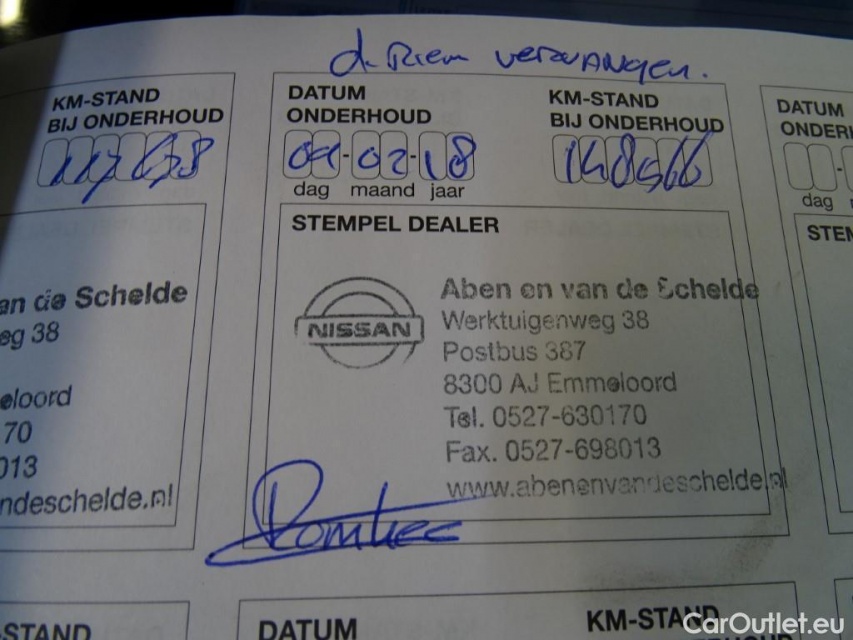 d. Riem vervangen.
KM-STAND
BIJ ONDERHOUD
an de Schelde
eg 38
eloord
70
013
ndeschelde.nl
DATUM
ONDERHOUD
dag maand jaar
KM-STAND
BIJ ONDERHOUD
148566
STEMPEL DEALER
NISSAN
Aben en van de Schelde
Werktuigenweg 38
Postbus 387
8300 AJ Emmeloord
Tel. 0527-630170
Fax. 0527-698013
www.abenenvandeschelde.nl
DATUM
ONDERH
dag
STEM
-STAND
DATUM
KM-STAND
CarOutlet.eu